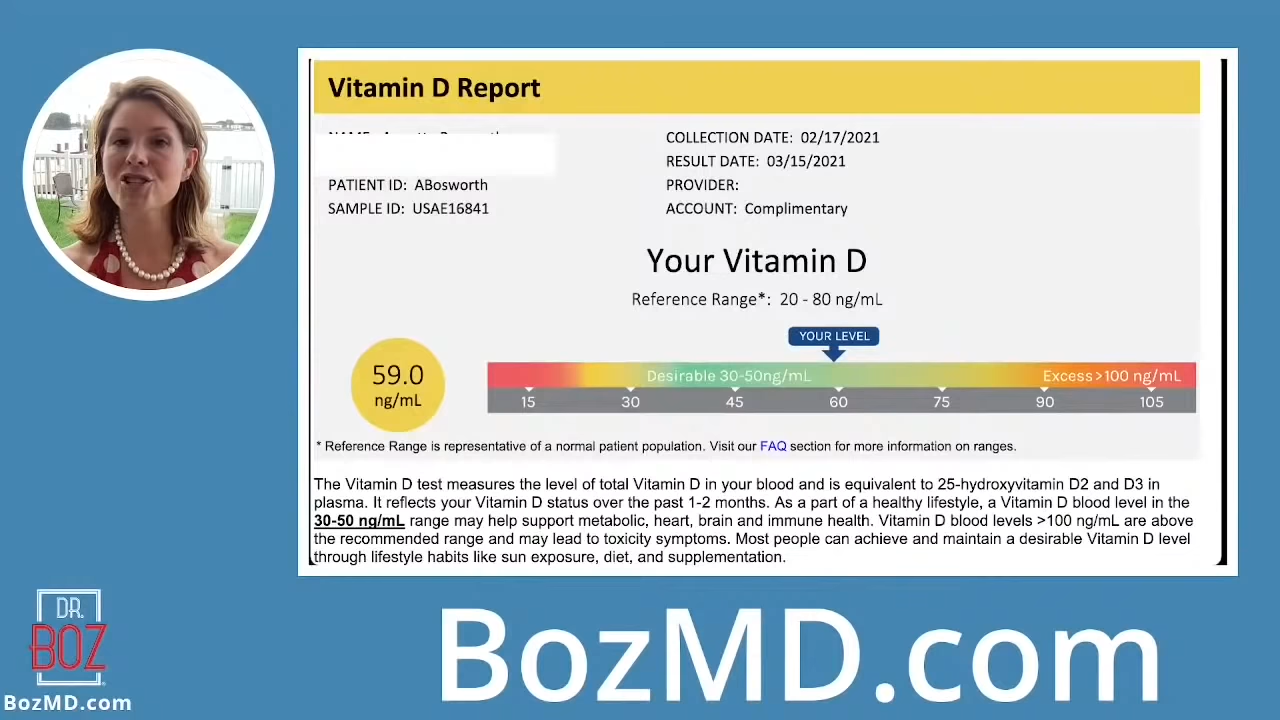 Vitamin D Report
COLLECTION DATE: 02/17/2021
RESULT DATE: 03/15/2021
PATIENT ID: ABosworth
PROVIDER:
SAMPLE ID: USAE16841
ACCOUNT: Complimentary
Your Vitamin D
Reference Range*: 20 - 80 ng/mL
YOUR LEVEL
59.0
ng/mL
Desirable 30-50ng/mL
Excess>100 ng/mL
15 30 45 60 75 90 105
* Reference Range is representative of a normal patient population. Visit our FAQ section for more information on ranges.
The Vitamin D test measures the level of total Vitamin D in your blood and is equivalent to 25-hydroxyvitamin D2 and D3 in
plasma. It reflects your Vitamin D status over the past 1-2 months. As a part of a healthy lifestyle, a Vitamin D blood level in the
30-50 ng/mL range may help support metabolic, heart, brain and immune health. Vitamin D blood levels >100 ng/mL are above
the recommended range and may lead to toxicity symptoms. Most people can achieve and maintain a desirable Vitamin D level
through lifestyle habits like sun exposure, diet, and supplementation.
DR.
BOZ
BozMD.com
BozMD.com